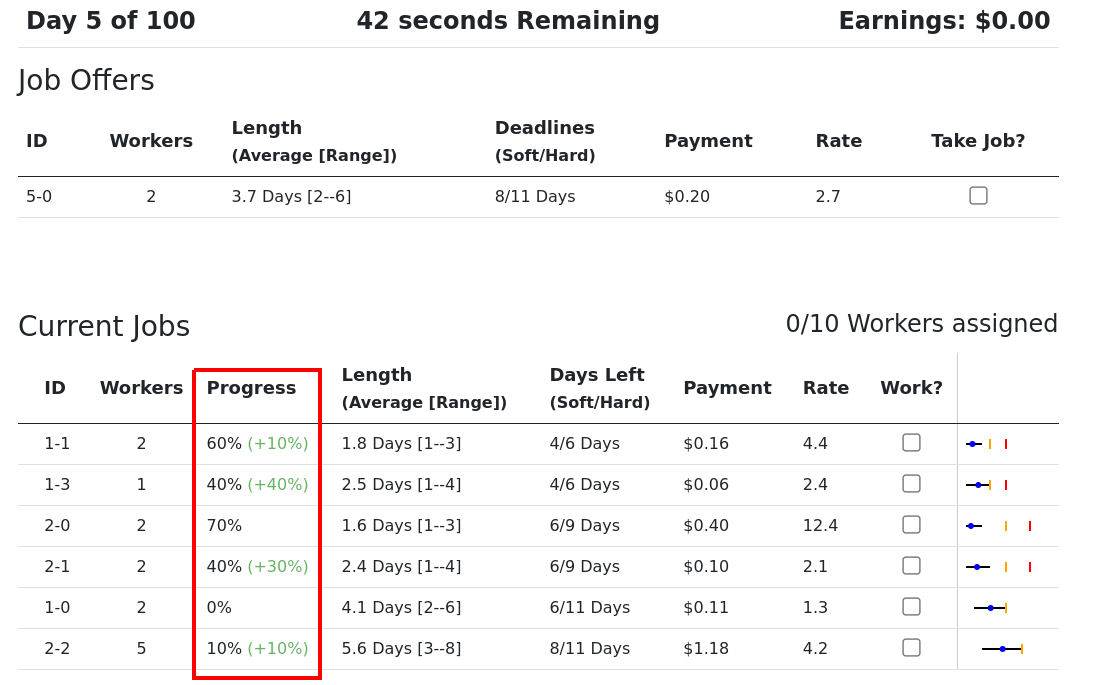 Day 5 of 100 42 seconds Remaining Earnings: $0.00
Job Offers
ID Workers Length (Average [Range]) Deadlines (Soft/Hard) Payment Rate Take Job?
5-0 2 3.7 Days [2--6] 8/11 Days $0.20 2.7
Current Jobs 0/10 Workers assigned
ID Workers Progress Length (Average [Range]) Days Left (Soft/Hard) Payment Rate Work?
1-1 2 60% (+10%) 1.8 Days [1--3] 4/6 Days $0.16 4.4
1-3 1 40% (+40%) 2.5 Days [1--4] 4/6 Days $0.06 2.4
2-0 2 70% 1.6 Days [1--3] 6/9 Days $0.40 12.4
2-1 2 40% (+30%) 2.4 Days [1--4] 6/9 Days $0.10 2.1
1-0 2 0% 4.1 Days [2--6] 6/11 Days $0.11 1.3
2-2 5 10% (+10%) 5.6 Days [3--8] 8/11 Days $1.18 4.2